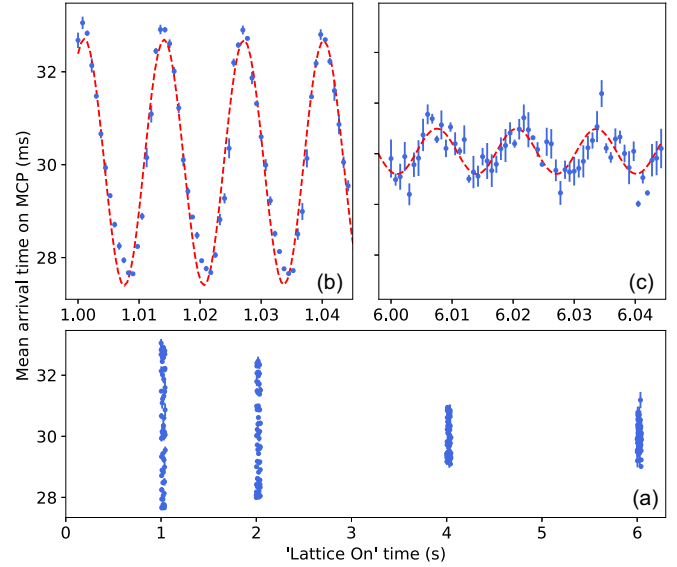 32
30
28
(b)
(c)
1.00 1.01 1.02 1.03 1.04
6.00 6.02 6.03 6.04
Mean arrival time on MCP (ms)
32
30
28
(a)
0 1 2 3 4 5 6
'Lattice On' time (s)